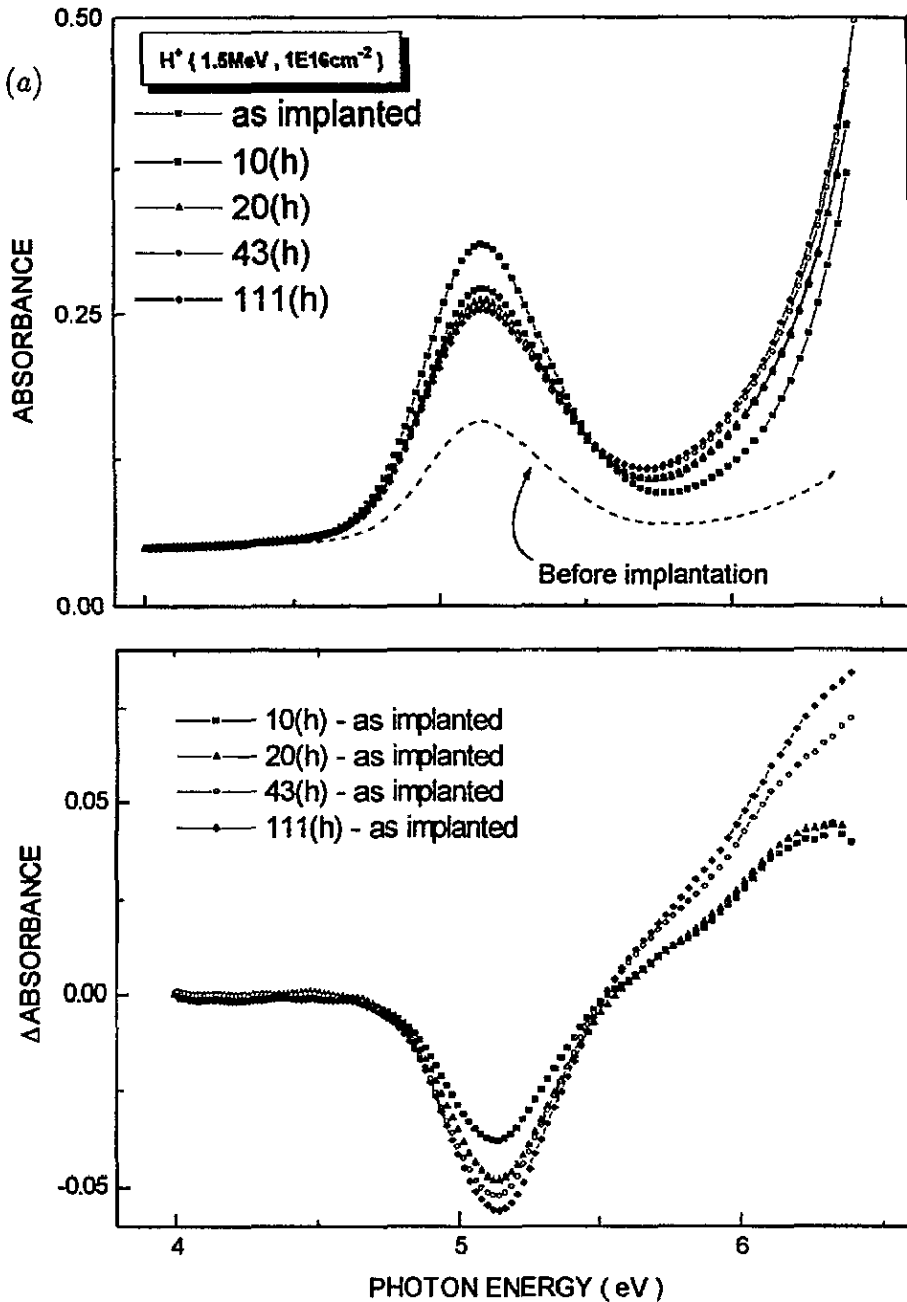 (a)
H⁺ ( 1.5MeV , 1E16cm⁻² )
as implanted
10(h)
20(h)
43(h)
111(h)
0.50
0.25
0.00
ABSORBANCE
Before implantation
10(h) - as implanted
20(h) - as implanted
43(h) - as implanted
111(h) - as implanted
0.05
0.00
-0.05
ΔABSORBANCE
4 5 6
PHOTON ENERGY ( eV )